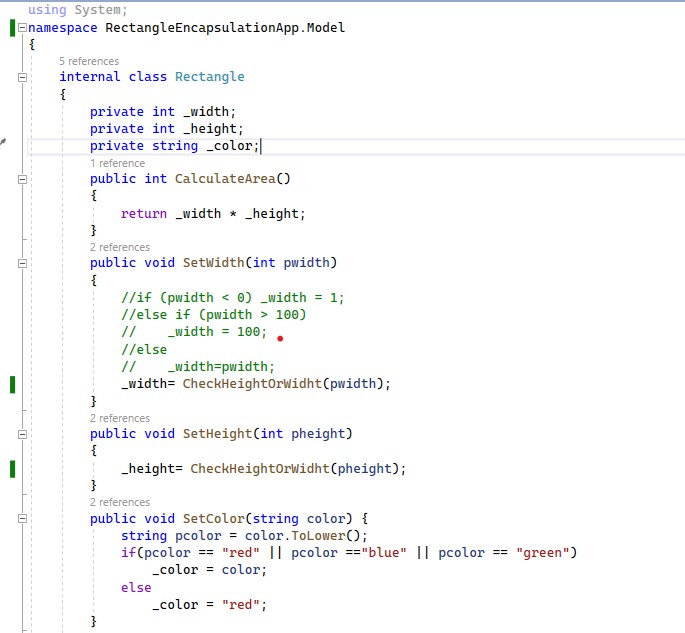 using System;
namespace RectangleEncapsulationApp.Model
{
5 references
internal class Rectangle
{
private int _width;
private int _height;
private string _color;
1 reference
public int CalculateArea()
{
return _width * _height;
}
2 references
public void SetWidth(int pwidth)
{
//if (pwidth < 0) _width = 1;
//else if (pwidth > 100)
//    _width = 100;
//else
//    _width=pwidth;
_width= CheckHeightOrWidht(pwidth);
}
2 references
public void SetHeight(int pheight)
{
_height= CheckHeightOrWidht(pheight);
}
2 references
public void SetColor(string color) {
string pcolor = color.ToLower();
if(pcolor == "red" || pcolor =="blue" || pcolor == "green")
_color = color;
else
_color = "red";
}